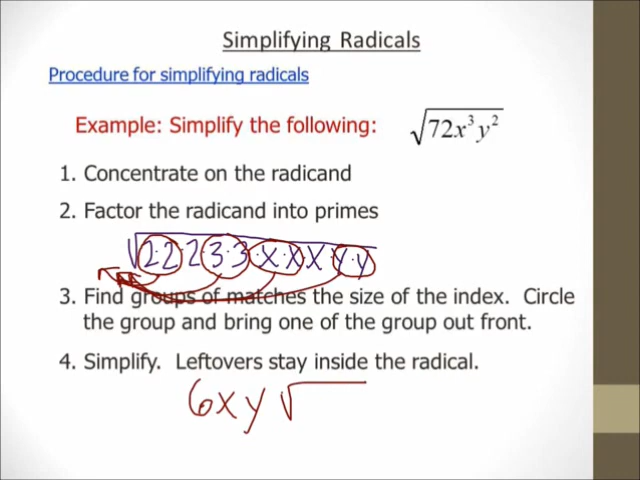 Simplifying Radicals
Procedure for simplifying radicals
Example: Simplify the following: √72x³y²
1. Concentrate on the radicand
2. Factor the radicand into primes
√2·2·2·3·3·x·x·x·y·y
3. Find groups of matches the size of the index. Circle
the group and bring one of the group out front.
4. Simplify. Leftovers stay inside the radical.
6xy√